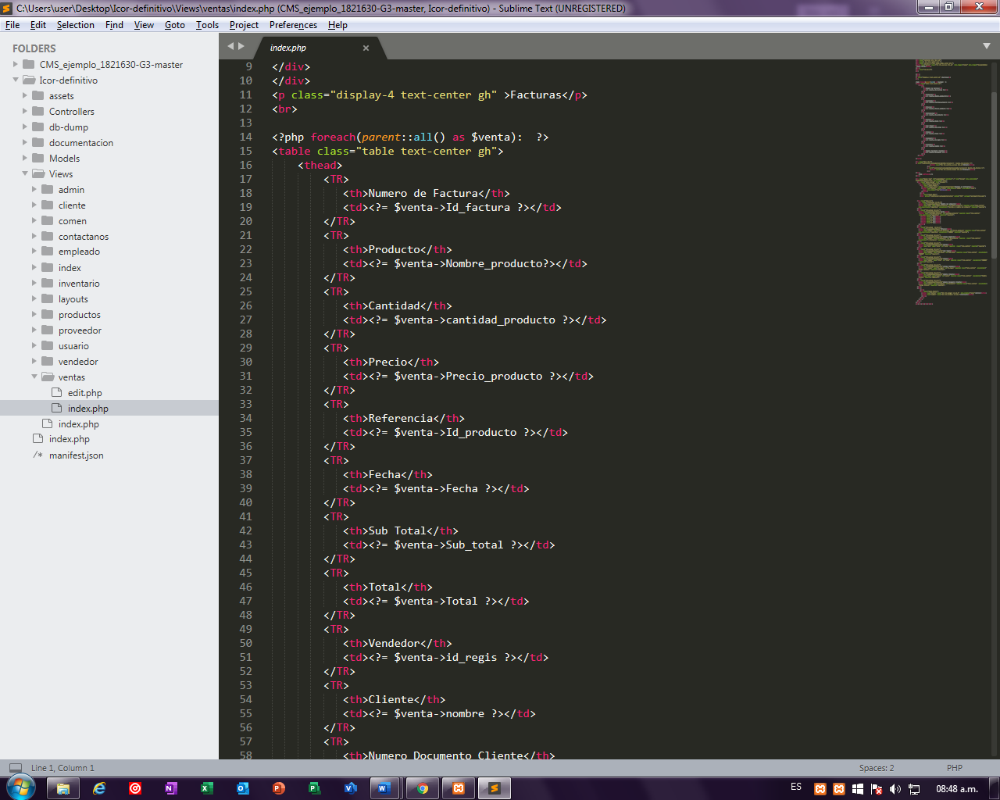 C:\Users\user\Desktop\Icor-definitivo\Views\ventas\index.php (CMS_ejemplo_1821630-G3-master, Icor-definitivo) - Sublime Text (UNREGISTERED)
File Edit Selection Find View Goto Tools Project Preferences Help
FOLDERS
CMS_ejemplo_1821630-G3-master
Icor-definitivo
assets
Controllers
db-dump
documentacion
Models
Views
admin
cliente
comen
contactanos
empleado
index
inventario
layouts
productos
proveedor
usuario
vendedor
ventas
edit.php
index.php
index.php
index.php
/* manifest.json
index.php ×
9 </div>
10 </div>
11 <p class="display-4 text-center gh" >Facturas</p>
12 <br>
13
14 <?php foreach(parent::all() as $venta):  ?>
15 <table class="table text-center gh">
16 <thead>
17 <TR>
18 <th>Numero de Factura</th>
19 <td><?= $venta->Id_factura ?></td>
20 </TR>
21 <TR>
22 <th>Producto</th>
23 <td><?= $venta->Nombre_producto?></td>
24 </TR>
25 <TR>
26 <th>Cantidad</th>
27 <td><?= $venta->cantidad_producto ?></td>
28 </TR>
29 <TR>
30 <th>Precio</th>
31 <td><?= $venta->Precio_producto ?></td>
32 </TR>
33 <TR>
34 <th>Referencia</th>
35 <td><?= $venta->Id_producto ?></td>
36 </TR>
37 <TR>
38 <th>Fecha</th>
39 <td><?= $venta->Fecha ?></td>
40 </TR>
41 <TR>
42 <th>Sub Total</th>
43 <td><?= $venta->Sub_total ?></td>
44 </TR>
45 <TR>
46 <th>Total</th>
47 <td><?= $venta->Total ?></td>
48 </TR>
49 <TR>
50 <th>Vendedor</th>
51 <td><?= $venta->id_regis ?></td>
52 </TR>
53 <TR>
54 <th>Cliente</th>
55 <td><?= $venta->nombre ?></td>
56 </TR>
57 <TR>
58 <th>Numero Documento Cliente</th>
Line 1, Column 1 Spaces: 2 PHP
ES 08:48 a.m.